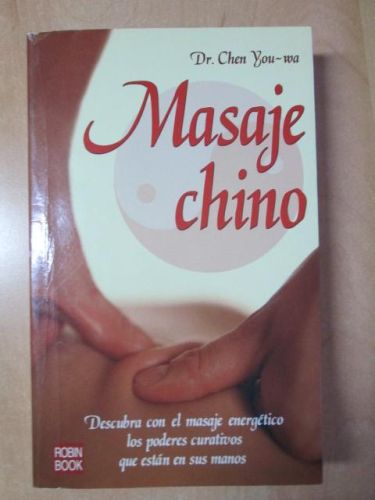 Dr. Chen You-wa
Masaje
chino
Descubra con el masaje energético
los poderes curativos
que están en sus manos
ROBIN
BOOK